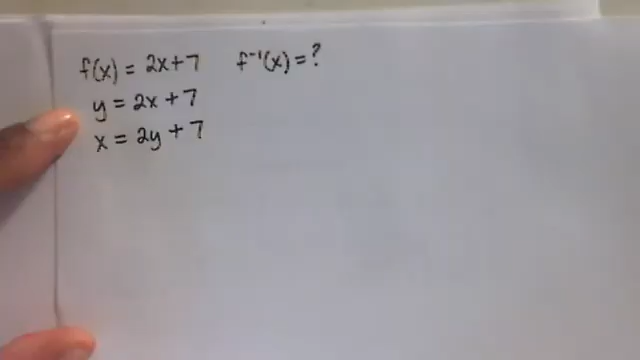 f(x) = 2x+7 f⁻¹(x) = ?
y = 2x + 7
x = 2y + 7